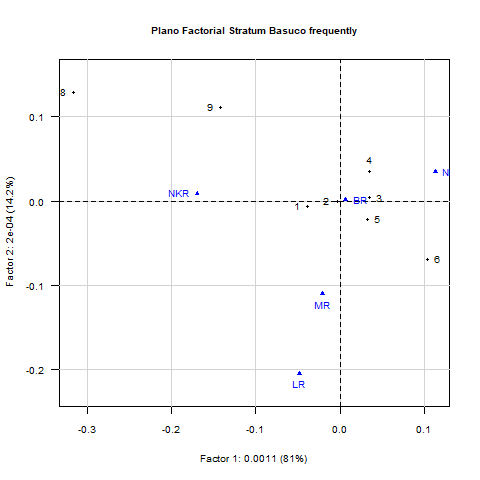 Plano Factorial Stratum Basuco frequently
8
9
0.1
4
N
NKR
0.0
1
2
BR
3
5
6
-0.1
MR
-0.2
LR
-0.3
-0.2
-0.1
0.0
0.1
Factor 1: 0.0011 (81%)
Factor 2: 2e-04 (14.2%)